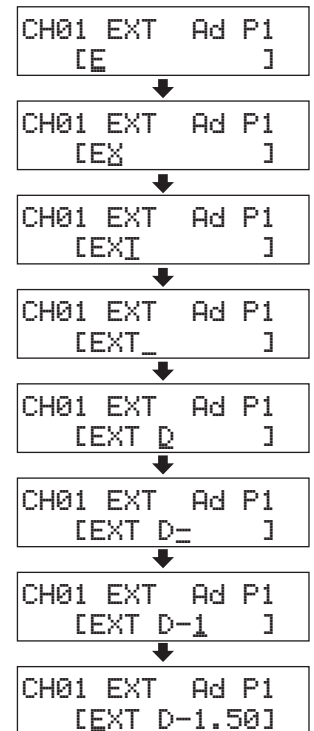 CH01 EXT Ad P1
[E ]
CH01 EXT Ad P1
[EX ]
CH01 EXT Ad P1
[EXT ]
CH01 EXT Ad P1
[EXT_ ]
CH01 EXT Ad P1
[EXT D ]
CH01 EXT Ad P1
[EXT D- ]
CH01 EXT Ad P1
[EXT D-1 ]
CH01 EXT Ad P1
[EXT D-1.50]